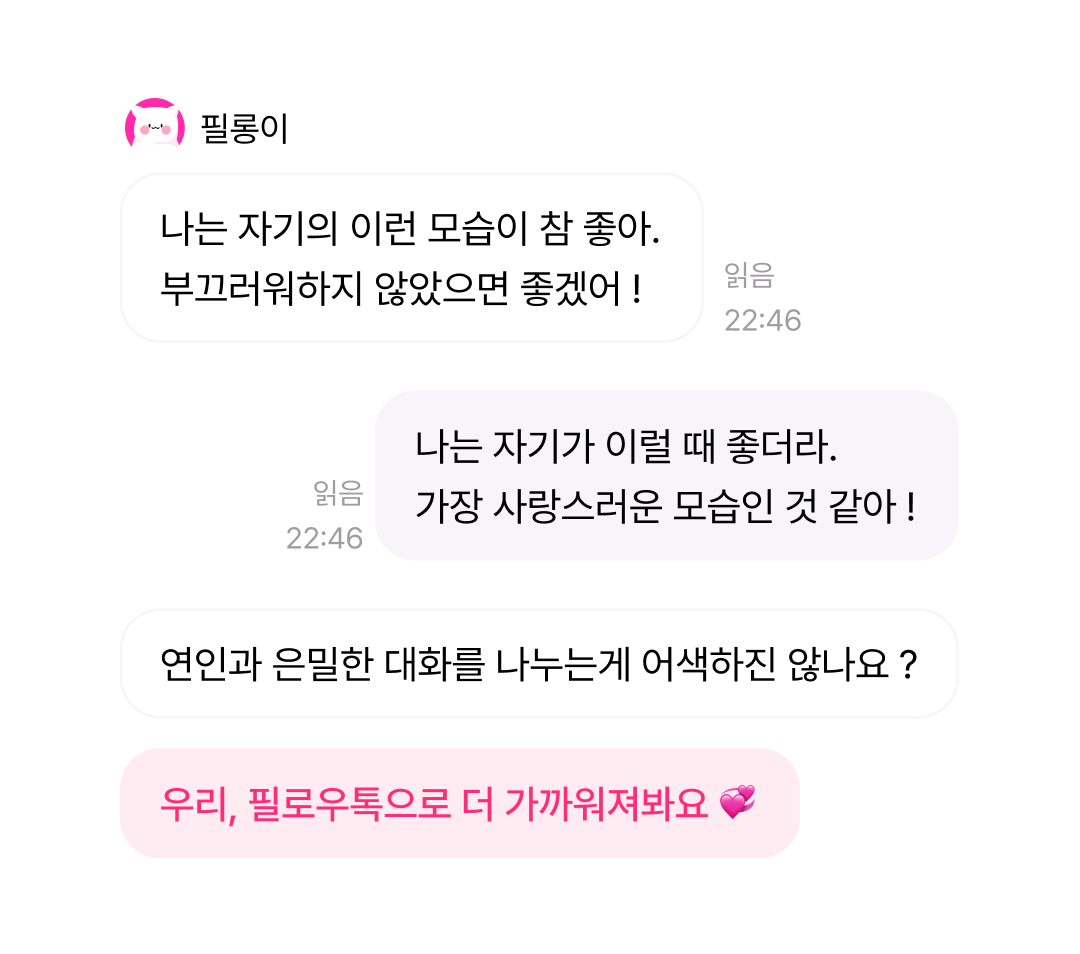 필롱이
나는 자기의 이런 모습이 참 좋아.
부끄러워하지 않았으면 좋겠어 !
읽음
22:46
나는 자기가 이럴 때 좋더라.
가장 사랑스러운 모습인 것 같아 !
읽음
22:46
연인과 은밀한 대화를 나누는게 어색하진 않나요 ?
우리, 필로우톡으로 더 가까워져봐요 💞